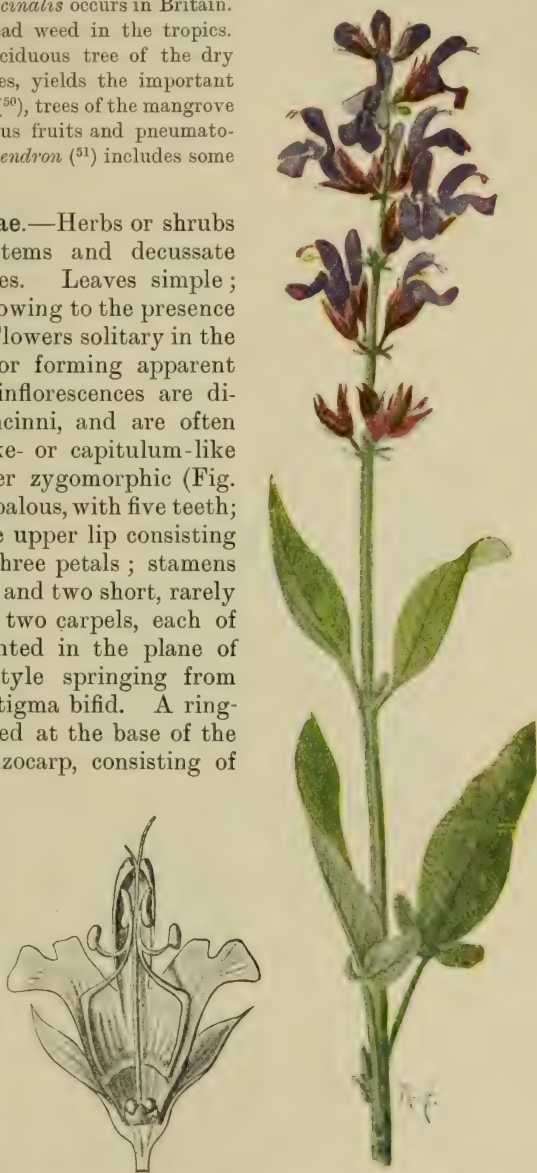 cinalis occurs in Britain.
ad weed in the tropics.
ciduous tree of the dry
es, yields the important
(⁵⁰), trees of the mangrove
us fruits and pneumato-
endron (⁵¹) includes some
ae.—Herbs or shrubs
tems and decussate
es. Leaves simple;
owing to the presence
Flowers solitary in the
or forming apparent
inflorescences are di-
cinni, and are often
ke- or capitulum-like
er zygomorphic (Fig.
palous, with five teeth;
e upper lip consisting
hree petals; stamens
and two short, rarely
two carpels, each of
nted in the plane of
tyle springing from
tigma bifid. A ring-
ed at the base of the
izocarp, consisting of